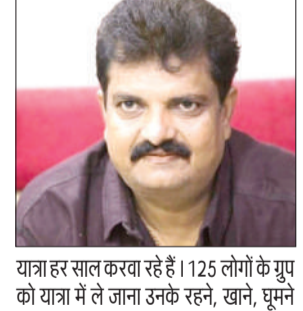 यात्रा हर साल करवा रहे हैं । 125 लोगों के ग्रुप
को यात्रा में ले जाना उनके रहने, खाने, घूमने